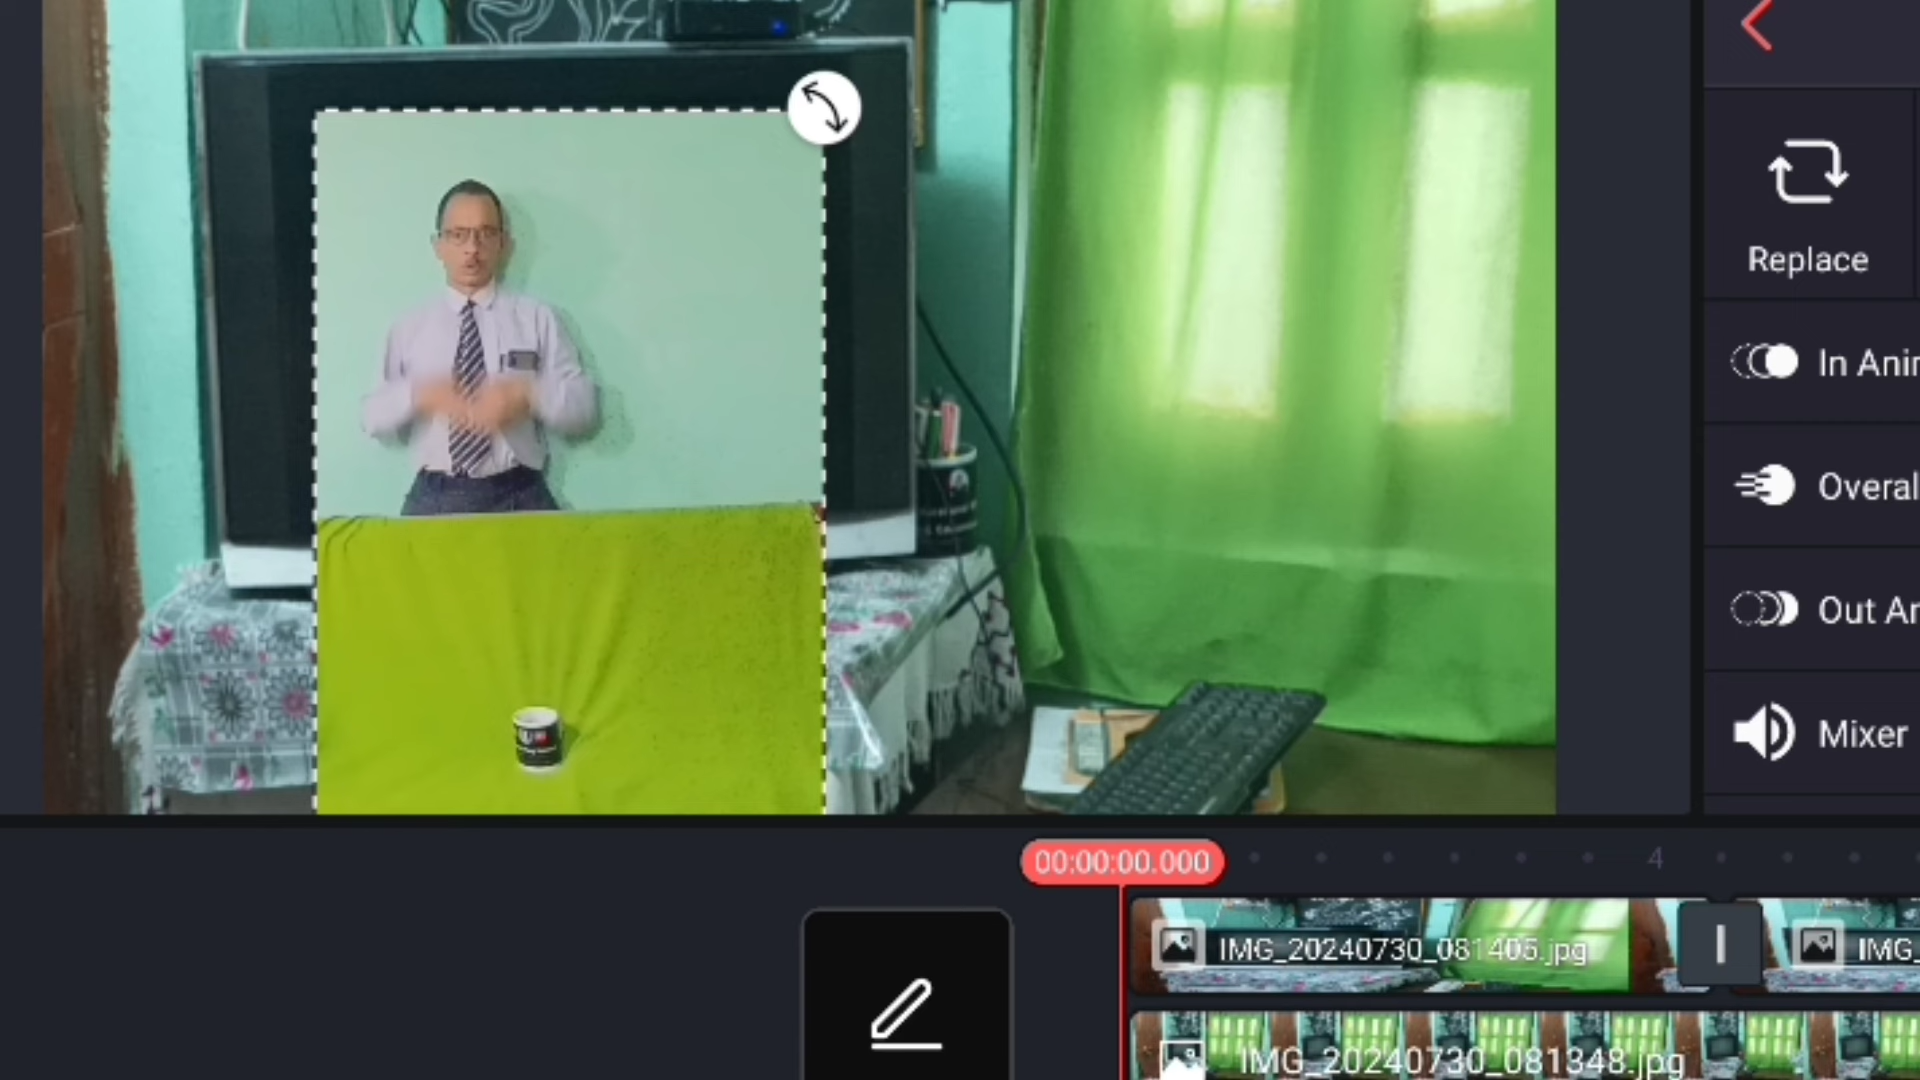 Replace
In Anir
Overal
Out Ar
Mixer
00:00:00.000
4
IMG_20240730_081405.jpg
IMG_
IMG_20240730_081348.jpg